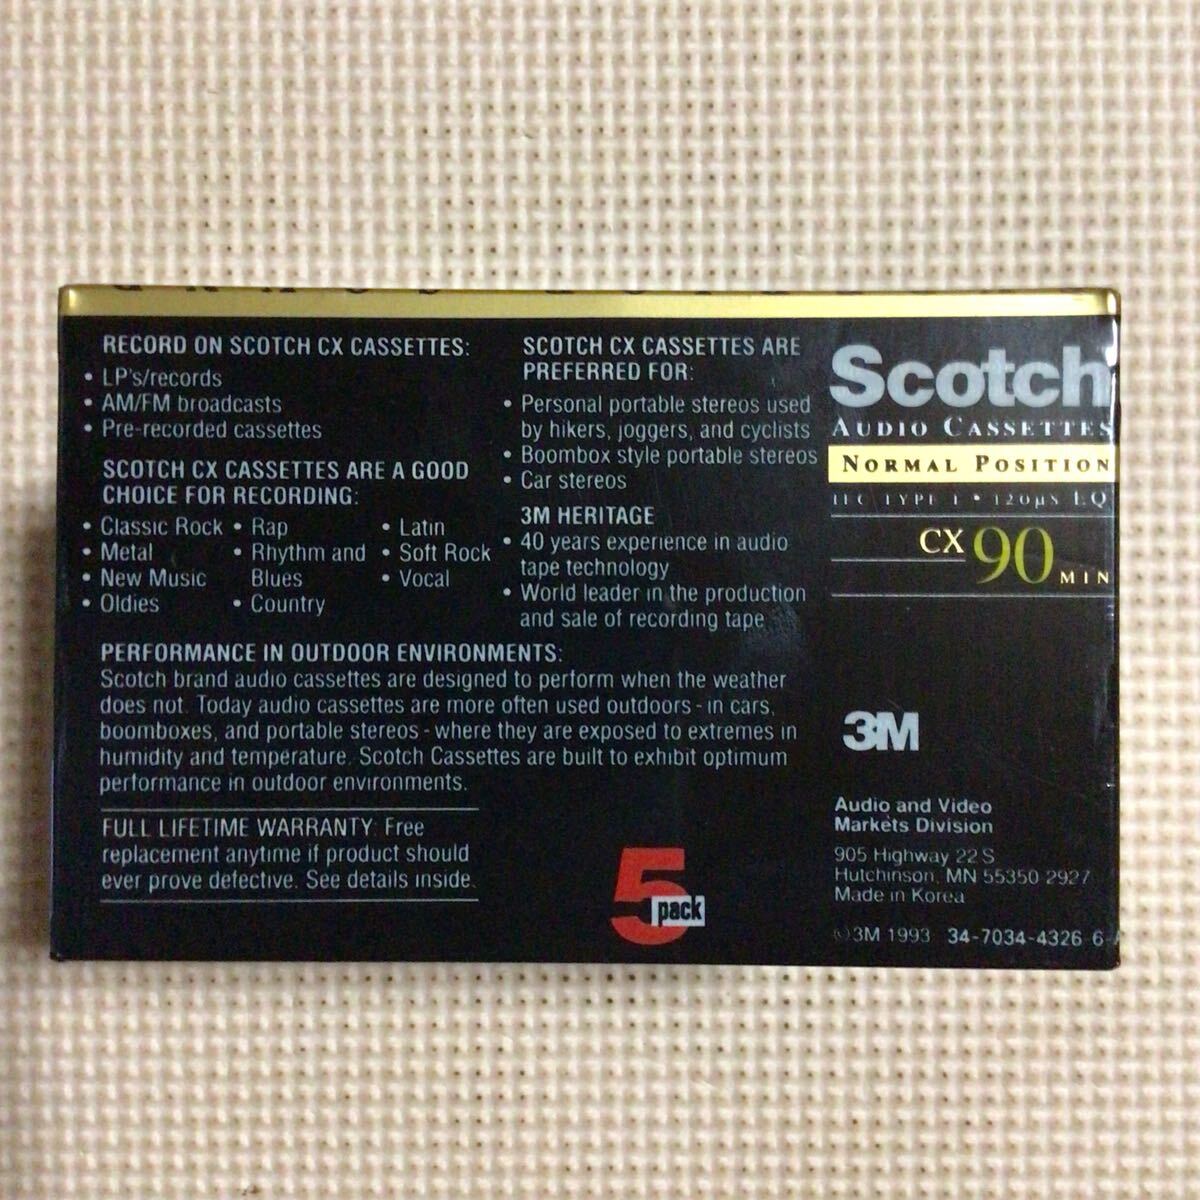 RECORD ON SCOTCH CX CASSETTES:
• LP's/records
• AM/FM broadcasts
• Pre-recorded cassettes
SCOTCH CX CASSETTES ARE A GOOD
CHOICE FOR RECORDING:
• Classic Rock
• Metal
• New Music
• Oldies
• Rap
• Rhythm and
Blues
• Country
• Latin
• Soft Rock
• Vocal
SCOTCH CX CASSETTES ARE
PREFERRED FOR:
• Personal portable stereos used
by hikers, joggers, and cyclists
• Boombox style portable stereos
• Car stereos
3M HERITAGE
• 40 years experience in audio
tape technology
• World leader in the production
and sale of recording tape
PERFORMANCE IN OUTDOOR ENVIRONMENTS:
Scotch brand audio cassettes are designed to perform when the weather
does not. Today audio cassettes are more often used outdoors - in cars,
boomboxes, and portable stereos - where they are exposed to extremes in
humidity and temperature. Scotch Cassettes are built to exhibit optimum
performance in outdoor environments.
FULL LIFETIME WARRANTY: Free
replacement anytime if product should
ever prove defective. See details inside.
5
pack
Scotch
AUDIO CASSETTES
NORMAL POSITION
IEC TYPE I • 120µS EQ
CX 90 MIN
3M
Audio and Video
Markets Division
905 Highway 22 S
Hutchinson, MN 55350-2927
Made in Korea
©3M 1993 34-7034-4326-6-